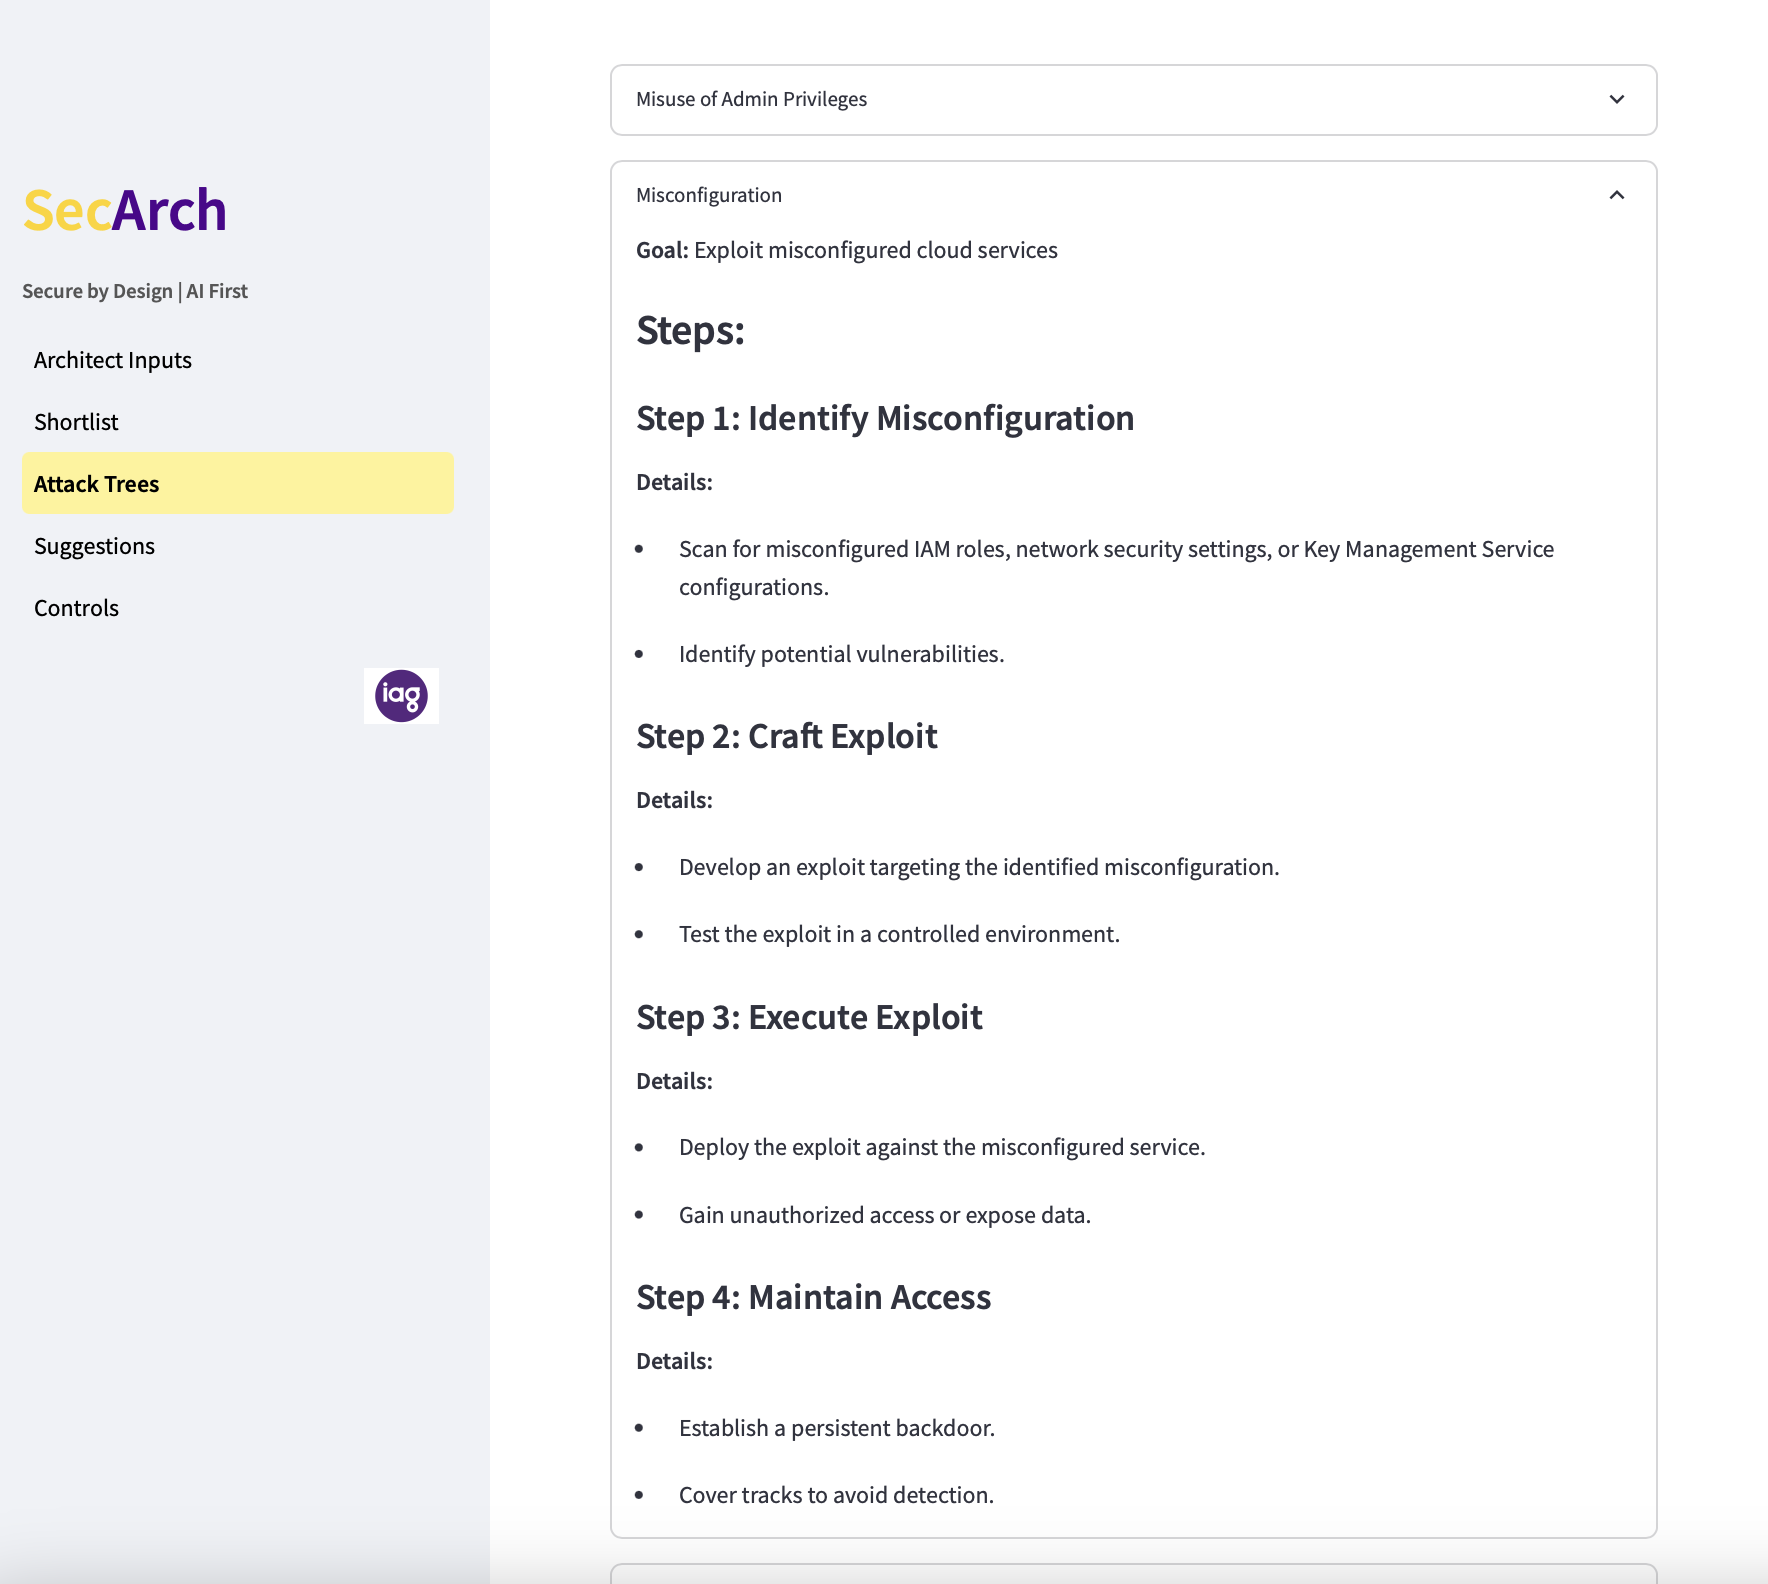 SecArch
Secure by Design | AI First
Architect Inputs
Shortlist
Attack Trees
Suggestions
Controls
iag
Misuse of Admin Privileges
Misconfiguration
Goal: Exploit misconfigured cloud services
Steps:
Step 1: Identify Misconfiguration
Details:
• Scan for misconfigured IAM roles, network security settings, or Key Management Service
configurations.
• Identify potential vulnerabilities.
Step 2: Craft Exploit
Details:
• Develop an exploit targeting the identified misconfiguration.
• Test the exploit in a controlled environment.
Step 3: Execute Exploit
Details:
• Deploy the exploit against the misconfigured service.
• Gain unauthorized access or expose data.
Step 4: Maintain Access
Details:
• Establish a persistent backdoor.
• Cover tracks to avoid detection.